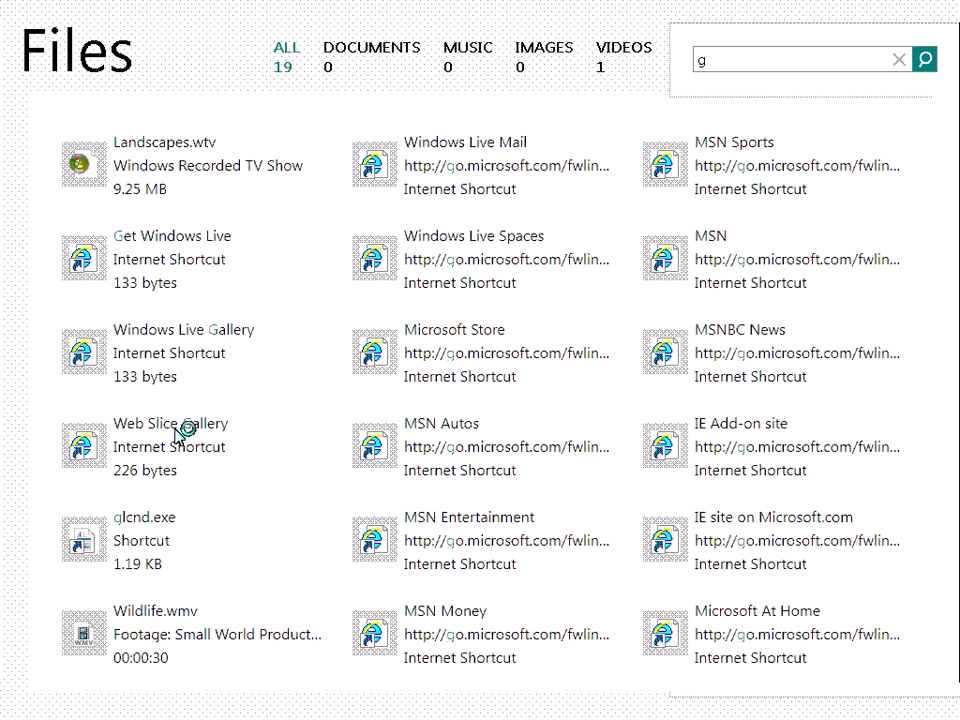 Files
ALL
19
DOCUMENTS
0
MUSIC
0
IMAGES
0
VIDEOS
1
g
Landscapes.wtv
Windows Recorded TV Show
9.25 MB
Get Windows Live
Internet Shortcut
133 bytes
Windows Live Gallery
Internet Shortcut
133 bytes
Web Slice Gallery
Internet Shortcut
226 bytes
glcnd.exe
Shortcut
1.19 KB
Wildlife.wmv
Footage: Small World Product...
00:00:30
Windows Live Mail
http://go.microsoft.com/fwlin...
Internet Shortcut
Windows Live Spaces
http://go.microsoft.com/fwlin...
Internet Shortcut
Microsoft Store
http://go.microsoft.com/fwlin...
Internet Shortcut
MSN Autos
http://go.microsoft.com/fwlin...
Internet Shortcut
MSN Entertainment
http://go.microsoft.com/fwlin...
Internet Shortcut
MSN Money
http://go.microsoft.com/fwlin...
Internet Shortcut
MSN Sports
http://go.microsoft.com/fwlin...
Internet Shortcut
MSN
http://go.microsoft.com/fwlin...
Internet Shortcut
MSNBC News
http://go.microsoft.com/fwlin...
Internet Shortcut
IE Add-on site
http://go.microsoft.com/fwlin...
Internet Shortcut
IE site on Microsoft.com
http://go.microsoft.com/fwlin...
Internet Shortcut
Microsoft At Home
http://go.microsoft.com/fwlin...
Internet Shortcut